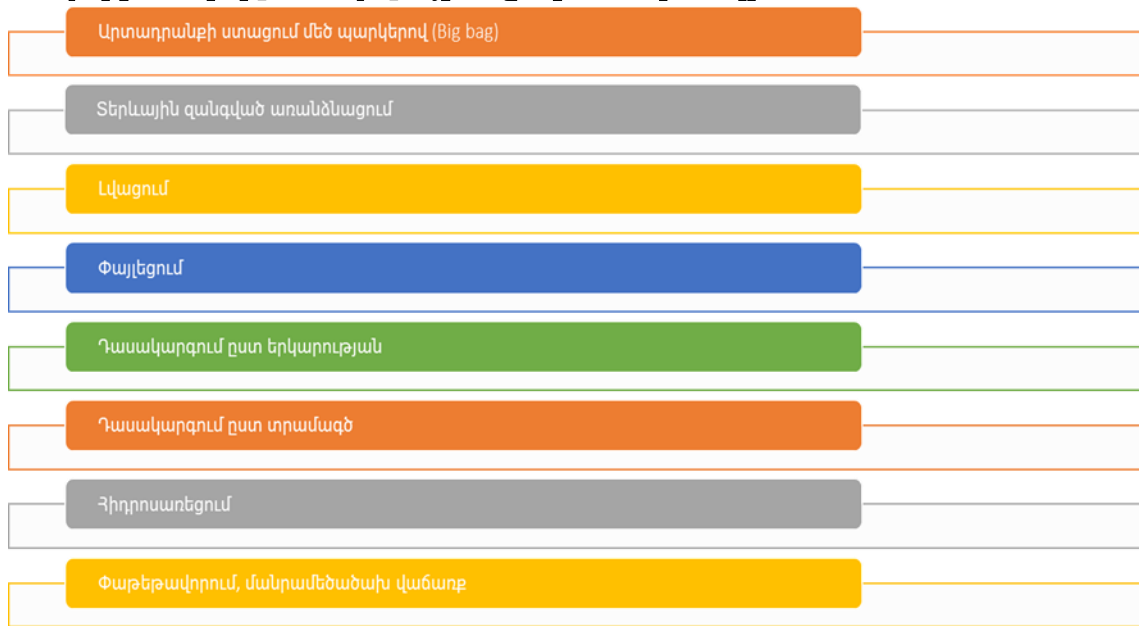 Արտադրանքի ստացում մեծ պարկերով (Big bag)
Տերևային զանգված առանձնացում
Լվացում
Փայլեցում
Դասակարգում ըստ երկարության
Դասակարգում ըստ տրամագծ
Հիդրոսառեցում
Փաթեթավորում, մանրամեծածախ վաճառք